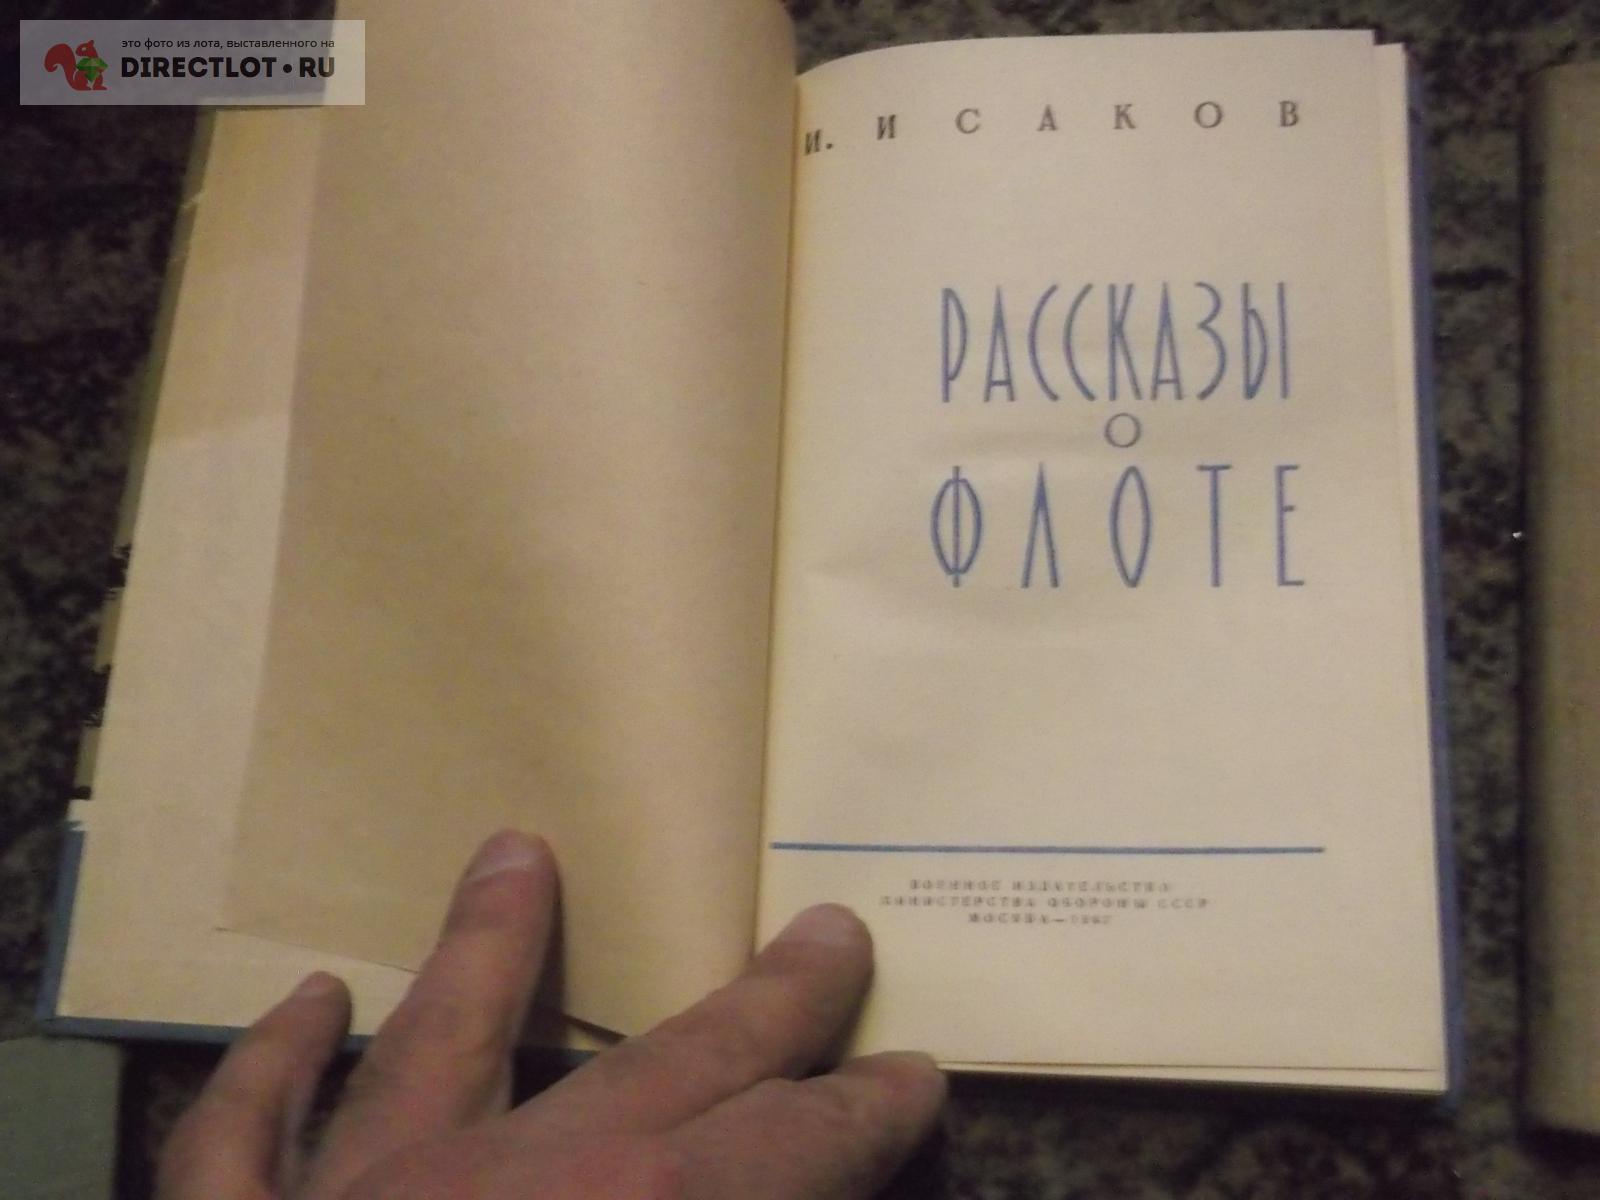 это фото из лота, выставленного на
DIRECTLOT•RU
И. ИСАКОВ
РАССКАЗЫ
О
ФЛОТЕ
ВОЕННОЕ ИЗДАТЕЛЬСТВО
МИНИСТЕРСТВА ОБОРОНЫ СССР
МОСКВА—